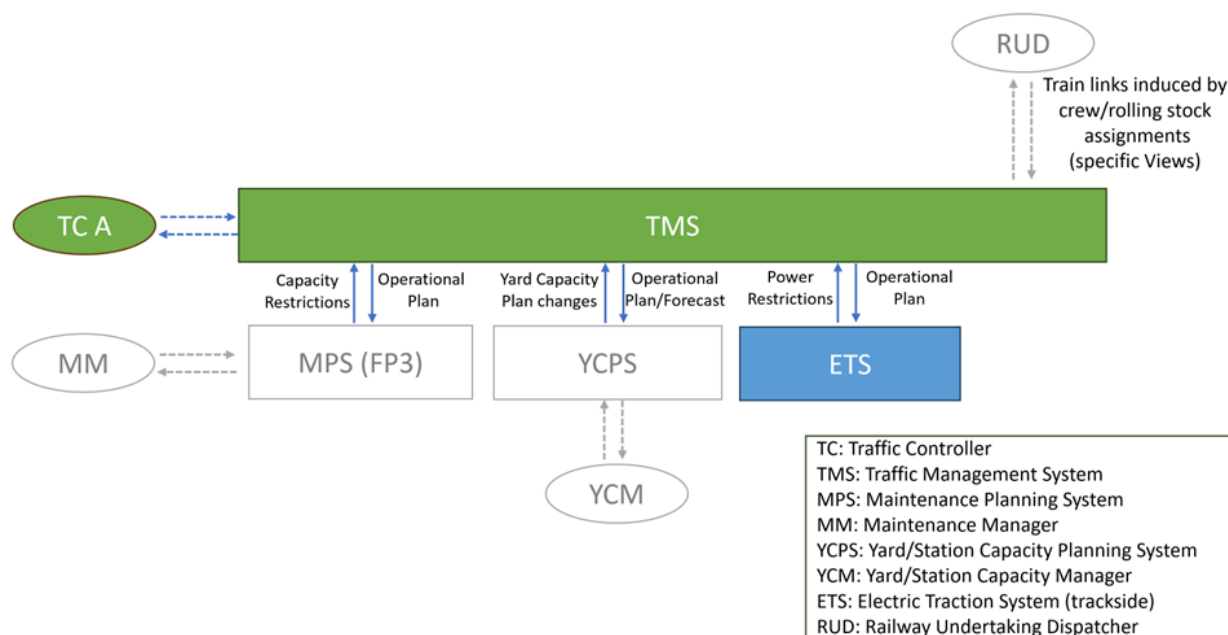 RUD
Train links induced by
crew/rolling stock
assignments
(specific Views)
TC A
TMS
Capacity
Restrictions
Operational
Plan
Yard Capacity
Plan changes
Operational
Plan/Forecast
Power
Restrictions
Operational
Plan
MM
MPS (FP3)
YCPS
ETS
YCM
TC: Traffic Controller
TMS: Traffic Management System
MPS: Maintenance Planning System
MM: Maintenance Manager
YCPS: Yard/Station Capacity Planning System
YCM: Yard/Station Capacity Manager
ETS: Electric Traction System (trackside)
RUD: Railway Undertaking Dispatcher